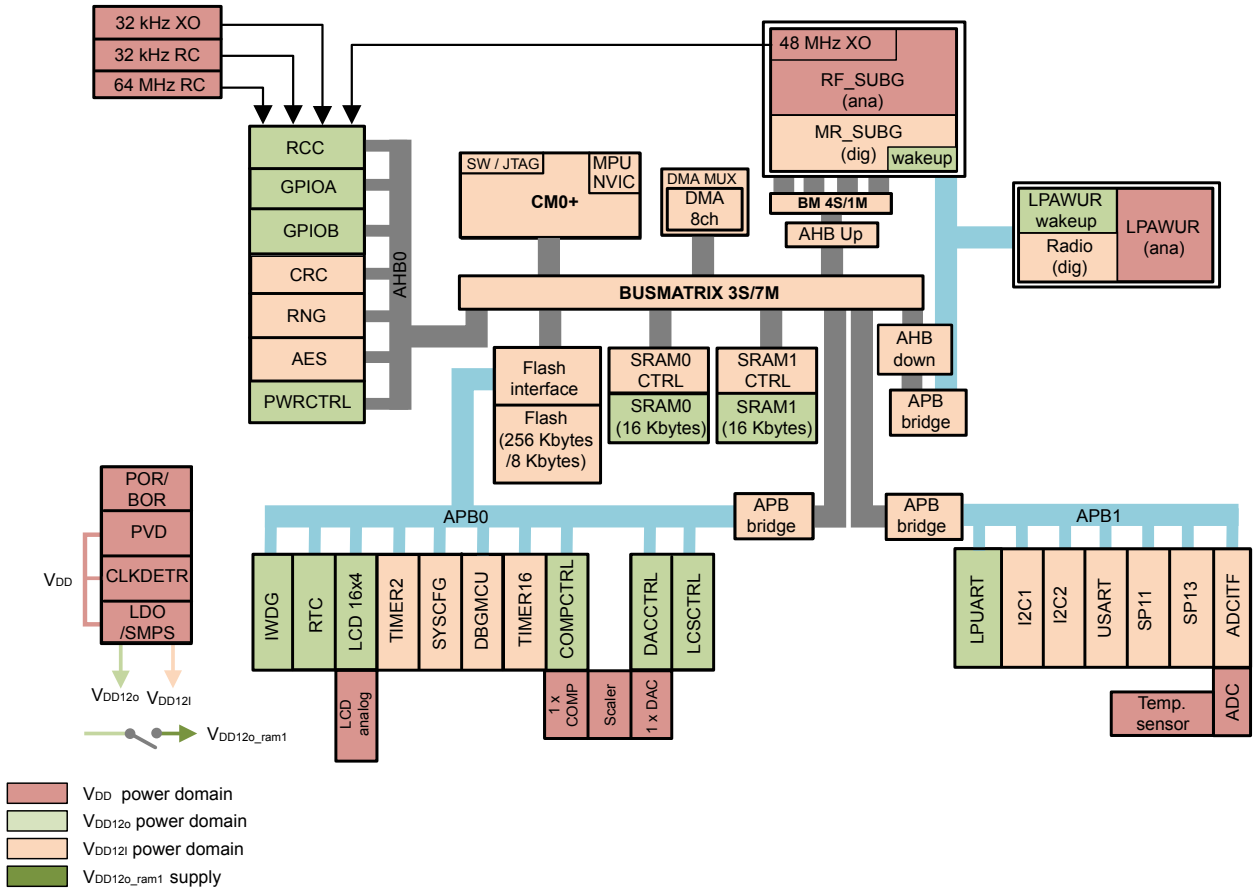 32 kHz XO
32 kHz RC
64 MHz RC
48 MHz XO
RF_SUBG
(ana)
MR_SUBG
(dig)
wakeup
RCC
GPIOA
GPIOB
CRC
RNG
AES
PWRCTRL
AHB0
SW / JTAG
MPU
NVIC
CM0+
DMA MUX
DMA
8ch
BM 4S/1M
AHB Up
LPAWUR
wakeup
Radio
(dig)
LPAWUR
(ana)
BUSMATRIX 3S/7M
Flash
interface
Flash
(256 Kbytes
/8 Kbytes)
SRAM0
CTRL
SRAM0
(16 Kbytes)
SRAM1
CTRL
SRAM1
(16 Kbytes)
AHB
down
APB
bridge
POR/
BOR
PVD
CLKDETR
LDO
/SMPS
VDD
VDD12o
VDD12I
VDD12o_ram1
APB0
APB
bridge
APB
bridge
APB1
IWDG
RTC
LCD 16x4
TIMER2
SYSCFG
DBGMCU
TIMER16
COMPCTRL
DACCTRL
LCSCTRL
LCD
analog
1 x
COMP
Scaler
1 x DAC
LPUART
I2C1
I2C2
USART
SP11
SP13
ADCITF
Temp.
sensor
ADC
VDD power domain
VDD12o power domain
VDD12I power domain
VDD12o_ram1 supply